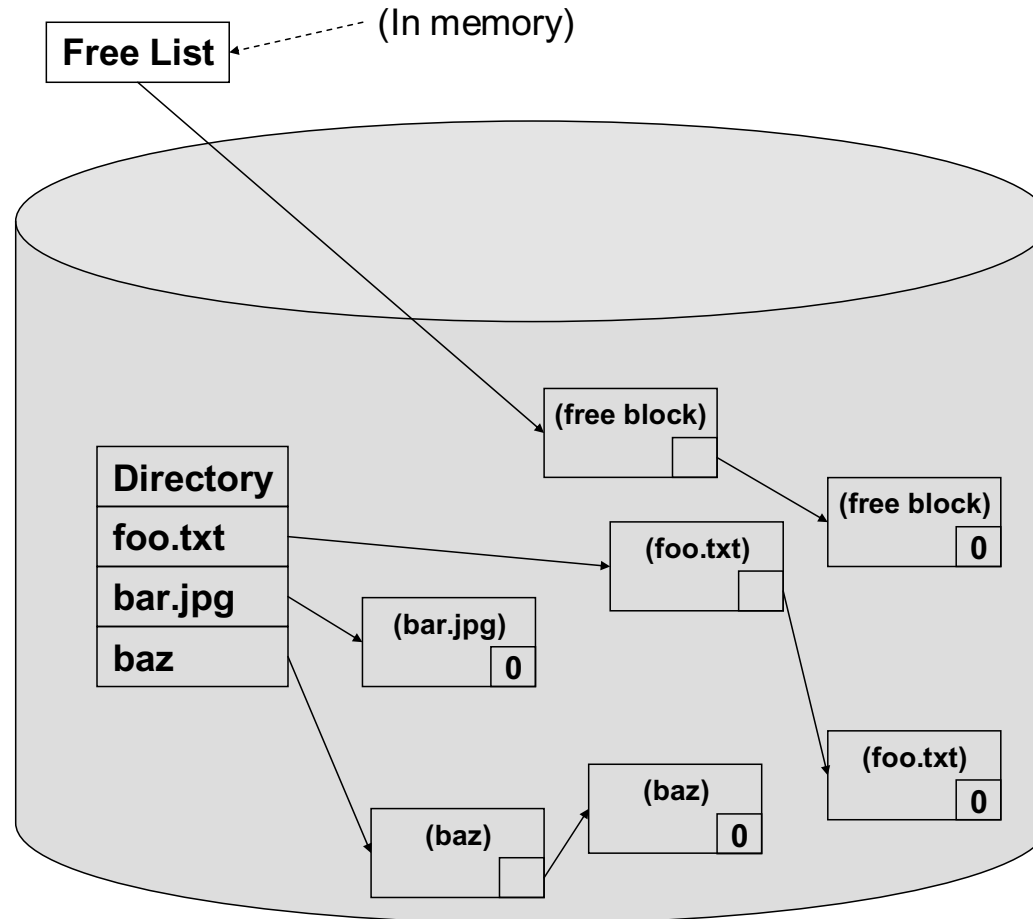 (In memory)
Free List
(free block)
(free block)
0
Directory
foo.txt
bar.jpg
baz
(foo.txt)
(bar.jpg)
0
(foo.txt)
0
(baz)
0
(baz)